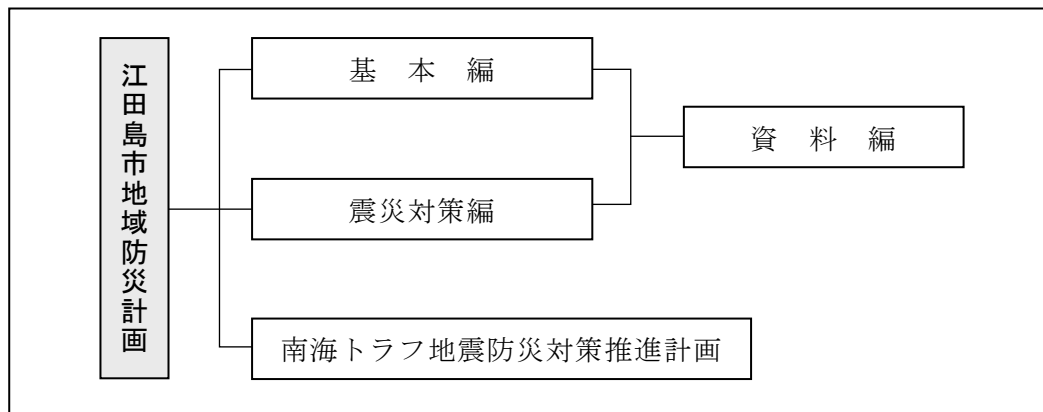 江田島市地域防災計画
基　本　編
震災対策編
南海トラフ地震防災対策推進計画
資　料　編